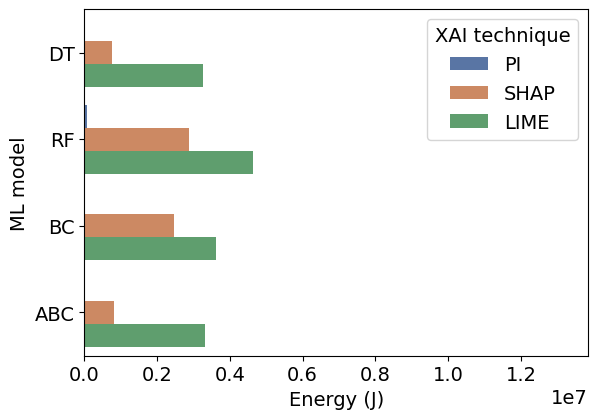 XAI technique
PI
SHAP
LIME
DT
RF
BC
ABC
ML model
0.0 0.2 0.4 0.6 0.8 1.0 1.2
1e7
Energy (J)